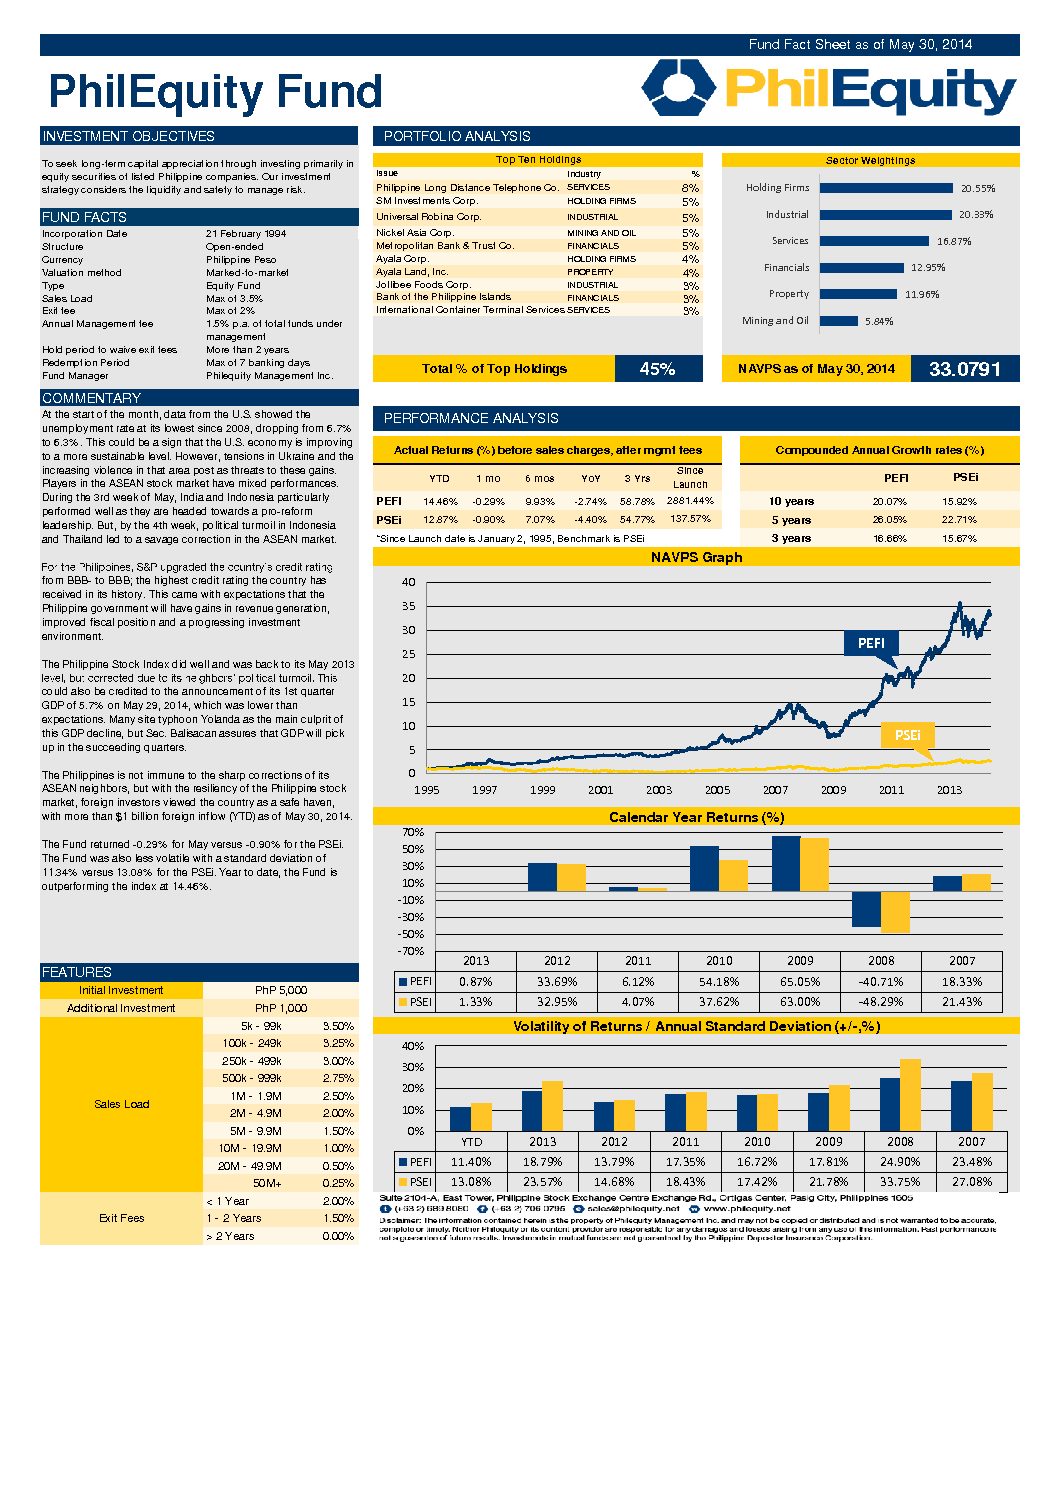 Fund Fact Sheet as of May 30, 2014
PhilEquity Fund
PhilEquity
INVESTMENT OBJECTIVES
To seek long-term capital appreciation through investing primarily in
equity securities of listed Philippine companies. Our investment
strategy considers the liquidity and safety to manage risk.
FUND FACTS
Incorporation Date 21 February 1994
Structure Open-ended
Currency Philippine Peso
Valuation method Marked-to-market
Type Equity Fund
Sales Load Max of 3.5%
Exit fee Max of 2%
Annual Management fee 1.5% p.a. of total funds under
management
Hold period to waive exit fees More than 2 years
Redemption Period Max of 7 banking days
Fund Manager Philequity Management Inc.
COMMENTARY
At the start of the month, data from the U.S. showed the
unemployment rate at its lowest since 2008, dropping from 6.7%
to 6.3%. This could be a sign that the U.S. economy is improving
to a more sustainable level. However, tensions in Ukraine and the
increasing violence in that area post as threats to these gains.
Players in the ASEAN stock market have mixed performances.
During the 3rd week of May, India and Indonesia particularly
performed well as they are headed towards a pro-reform
leadership. But, by the 4th week, political turmoil in Indonesia
and Thailand led to a savage correction in the ASEAN market.
For the Philippines, S&P upgraded the country's credit rating
from BBB- to BBB; the highest credit rating the country has
received in its history. This came with expectations that the
Philippine government will have gains in revenue generation,
improved fiscal position and a progressing investment
environment.
The Philippine Stock Index did well and was back to its May 2013
level, but corrected due to its neighbors' political turmoil. This
could also be credited to the announcement of its 1st quarter
GDP of 5.7% on May 29, 2014, which was lower than
expectations. Many site typhoon Yolanda as the main culprit of
this GDP decline, but Sec. Balisacan assures that GDP will pick
up in the succeeding quarters.
The Philippines is not immune to the sharp corrections of its
ASEAN neighbors, but with the resiliency of the Philippine stock
market, foreign investors viewed the country as a safe haven,
with more than $1 billion foreign inflow (YTD) as of May 30, 2014.
The Fund returned -0.29% for May versus -0.90% for the PSEi.
The Fund was also less volatile with a standard deviation of
11.34% versus 13.08% for the PSEi. Year to date, the Fund is
outperforming the index at 14.46%.
FEATURES
Initial Investment PhP 5,000
Additional Investment PhP 1,000
Sales Load
5k - 99k 3.50%
100k - 249k 3.25%
250k - 499k 3.00%
500k - 999k 2.75%
1M - 1.9M 2.50%
2M - 4.9M 2.00%
5M - 9.9M 1.50%
10M - 19.9M 1.00%
20M - 49.9M 0.50%
50M+ 0.25%
Exit Fees
< 1 Year 2.00%
1 - 2 Years 1.50%
> 2 Years 0.00%
PORTFOLIO ANALYSIS
Top Ten Holdings
Issue Industry %
Philippine Long Distance Telephone Co. SERVICES 8%
SM Investments Corp. HOLDING FIRMS 5%
Universal Robina Corp. INDUSTRIAL 5%
Nickel Asia Corp. MINING AND OIL 5%
Metropolitan Bank & Trust Co. FINANCIALS 5%
Ayala Corp. HOLDING FIRMS 4%
Ayala Land, Inc. PROPERTY 4%
Jollibee Foods Corp. INDUSTRIAL 3%
Bank of the Philippine Islands FINANCIALS 3%
International Container Terminal Services SERVICES 3%
Total % of Top Holdings 45%
Sector Weightings
Holding Firms 20.55%
Industrial 20.33%
Services 16.87%
Financials 12.95%
Property 11.96%
Mining and Oil 5.84%
NAVPS as of May 30, 2014 33.0791
PERFORMANCE ANALYSIS
Actual Returns (%) before sales charges, after mgmt fees
YTD 1 mo 6 mos YoY 3 Yrs Since Launch
PEFI 14.46% -0.29% 9.93% -2.74% 58.78% 2881.44%
PSEi 12.87% -0.90% 7.07% -4.40% 54.77% 137.57%
*Since Launch date is January 2, 1995, Benchmark is PSEi
Compounded Annual Growth rates (%)
PEFI PSEi
10 years 20.07% 15.92%
5 years 26.05% 22.71%
3 years 16.66% 15.67%
NAVPS Graph
40
35
30
25
20
15
10
5
0
PEFI
PSEi
1995 1997 1999 2001 2003 2005 2007 2009 2011 2013
Calendar Year Returns (%)
70%
50%
30%
10%
-10%
-30%
-50%
-70%
2013 2012 2011 2010 2009 2008 2007
PEFI 0.87% 33.69% 6.12% 54.18% 65.05% -40.71% 18.33%
PSEI 1.33% 32.95% 4.07% 37.62% 63.00% -48.29% 21.43%
Volatility of Returns / Annual Standard Deviation (+/-,%)
40%
30%
20%
10%
0%
YTD 2013 2012 2011 2010 2009 2008 2007
PEFI 11.40% 18.79% 13.79% 17.35% 16.72% 17.81% 24.90% 23.48%
PSEI 13.08% 23.57% 14.68% 18.43% 17.42% 21.78% 33.75% 27.08%
Suite 2104-A, East Tower, Philippine Stock Exchange Centre Exchange Rd., Ortigas Center, Pasig City, Philippines 1605
(+63 2) 689 8080 (+63 2) 706 0795 sales@philequity.net www.philequity.net
Disclaimer: The information contained herein is the property of Philequity Management Inc. and may not be copied or distributed and is not warranted to be accurate,
complete or timely. Neither Philequity or its content provider are responsible for any damages and losses arising from any use of this information. Past performance is
not a guarantee of future results. Investments in mutual funds are not guaranteed by the Philippine Depositor Insurance Corporation.